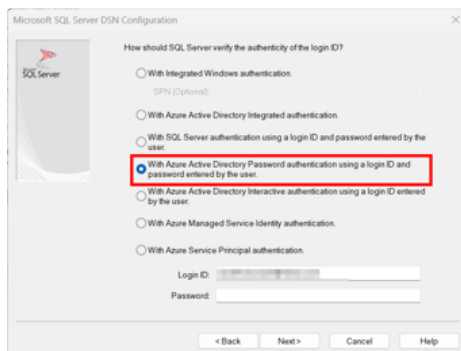 Microsoft SQL Server DSN Configuration
How should SQL Server verify the authenticity of the login ID?
SQL Server
With Integrated Windows authentication.
SPN (Optional):
With Azure Active Directory Integrated authentication.
With SQL Server authentication using a login ID and password entered by the
user.
With Azure Active Directory Password authentication using a login ID and
password entered by the user.
With Azure Active Directory Interactive authentication using a login ID entered
by the user.
With Azure Managed Service Identity authentication.
With Azure Service Principal authentication.
Login ID:
Password:
< Back Next > Cancel Help